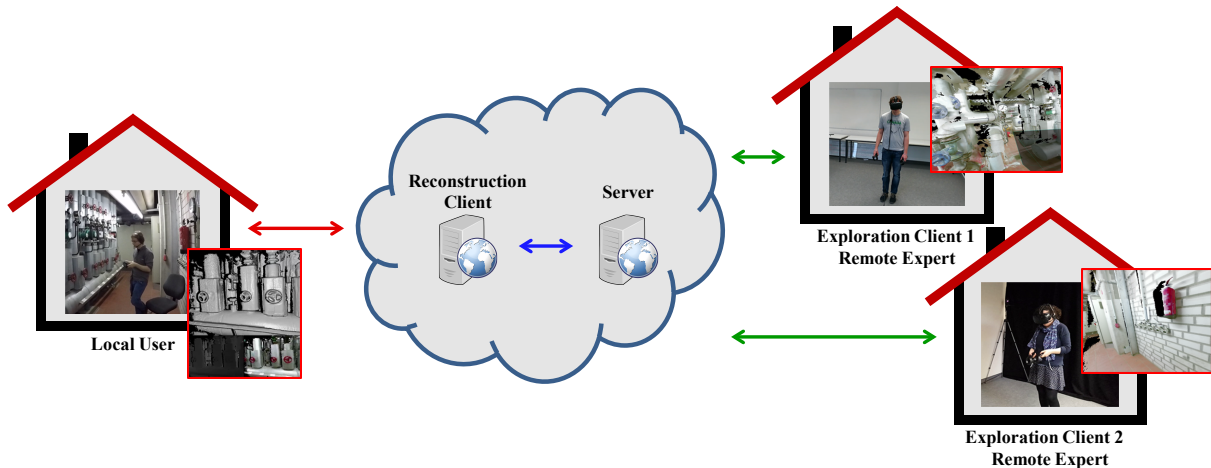 Local User
Reconstruction
Client
Server
Exploration Client 1
Remote Expert
Exploration Client 2
Remote Expert